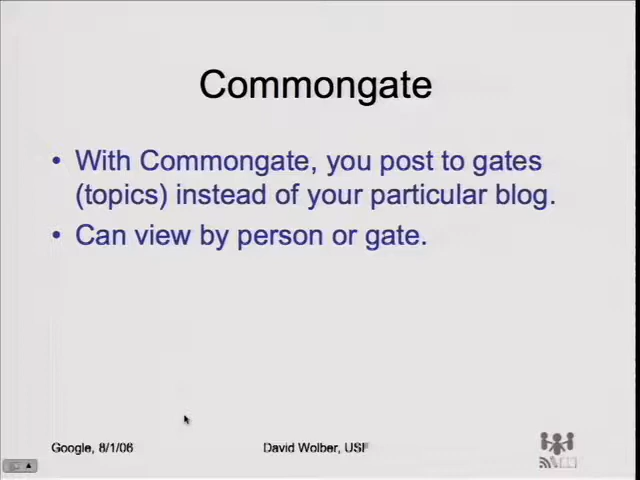 Commongate
• With Commongate, you post to gates
(topics) instead of your particular blog.
• Can view by person or gate.
Google, 8/1/06
David Wolber, USF